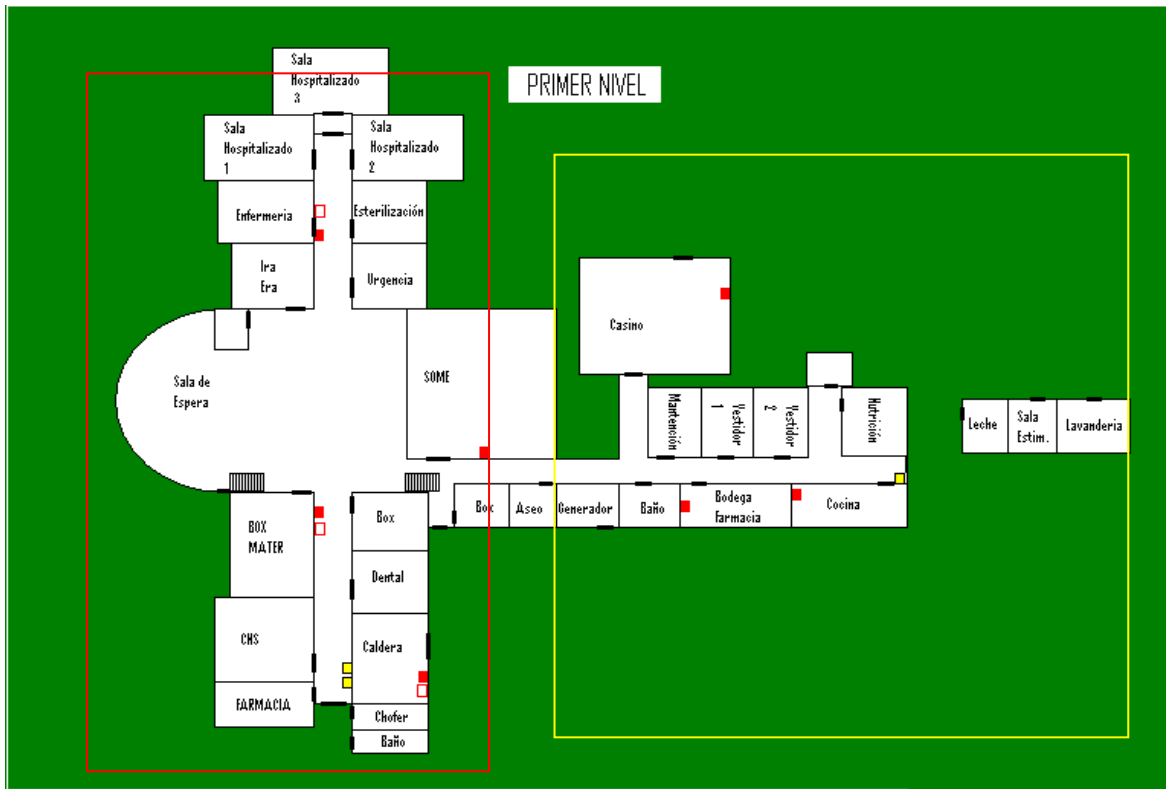 PRIMER NIVEL
Sala
Hospitalizado
3
Sala
Hospitalizado
1
Sala
Hospitalizado
2
Enfermeria
Esterilización
Ira
Era
Urgencia
Sala de
Espera
SOME
Casino
Mantención
Vestidor
1
Vestidor
2
Nutrición
Leche
Sala
Estim.
Lavanderia
BOX
MATER
Box
Box
Aseo
Generador
Baño
Bodega
Farmacia
Cocina
Dental
CHS
Caldera
FARMACIA
Chofer
Baño